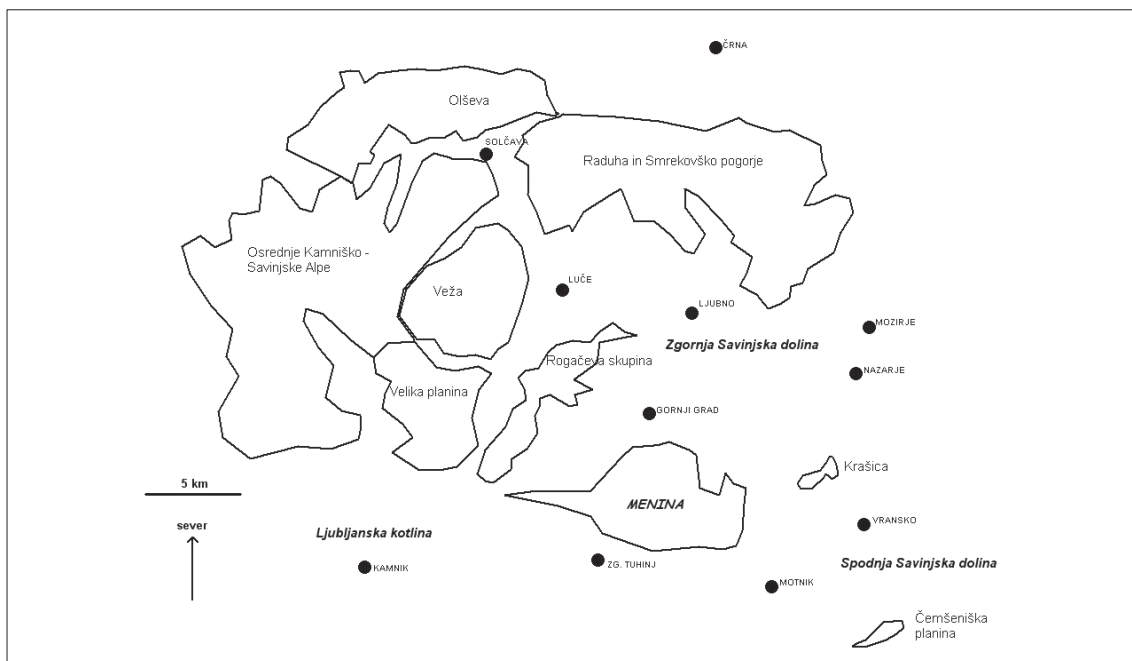 ČRNA
Olševa
SOLČAVA
Raduha in Smrekovško pogorje
Osrednje Kamniško -
Savinjske Alpe
Veža
LUČE
LJUBNO
MOZIRJE
Zgornja Savinjska dolina
Rogačeva skupina
NAZARJE
Velika planina
GORNJI GRAD
Krašica
5 km
MENINA
sever
VRANSKO
Ljubljanska kotlina
ZG. TUHINJ
Spodnja Savinjska dolina
KAMNIK
MOTNIK
Čemšeniška
planina